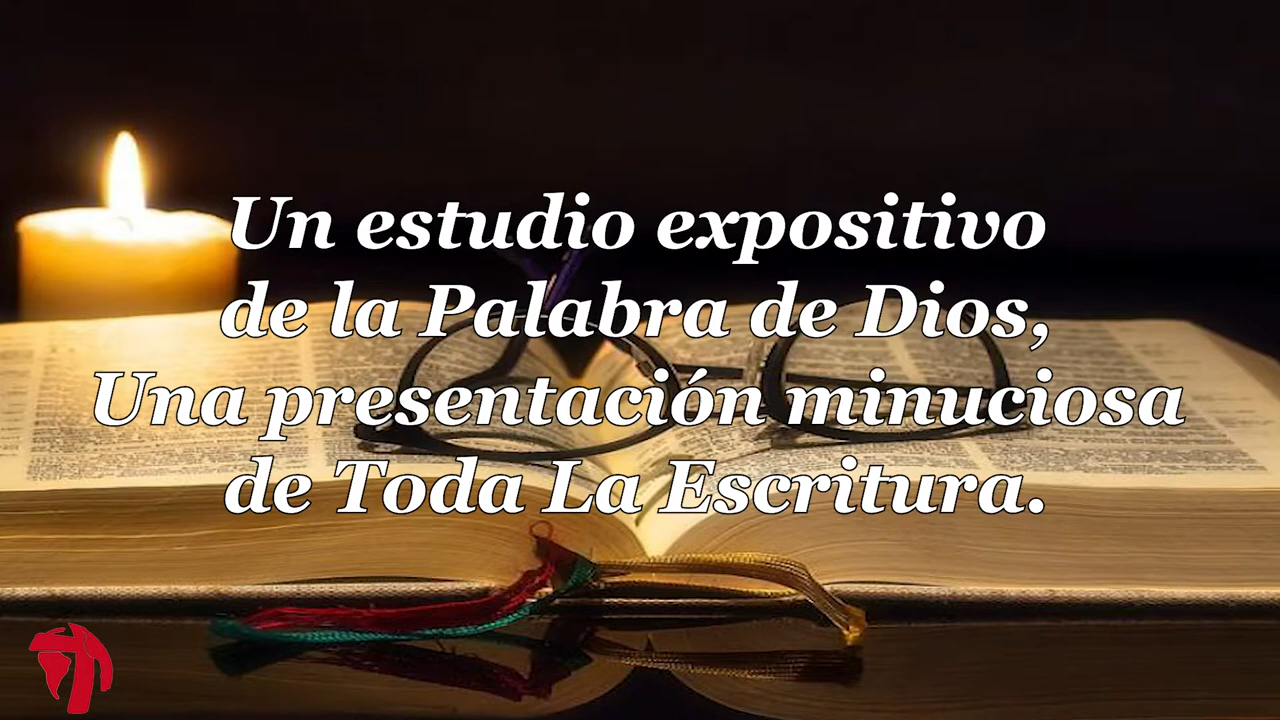 Un estudio expositivo
de la Palabra de Dios,
Una presentación minuciosa
de Toda La Escritura.